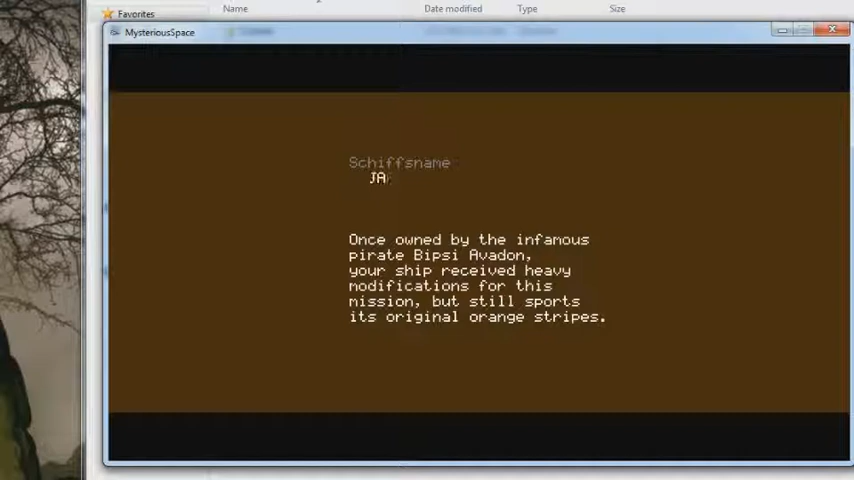 Favorites
Name Date modified Type Size
MysteriousSpace
Schiffsname
JA
Once owned by the infamous
pirate Bipsi Avadon,
your ship received heavy
modifications for this
mission, but still sports
its original orange stripes.